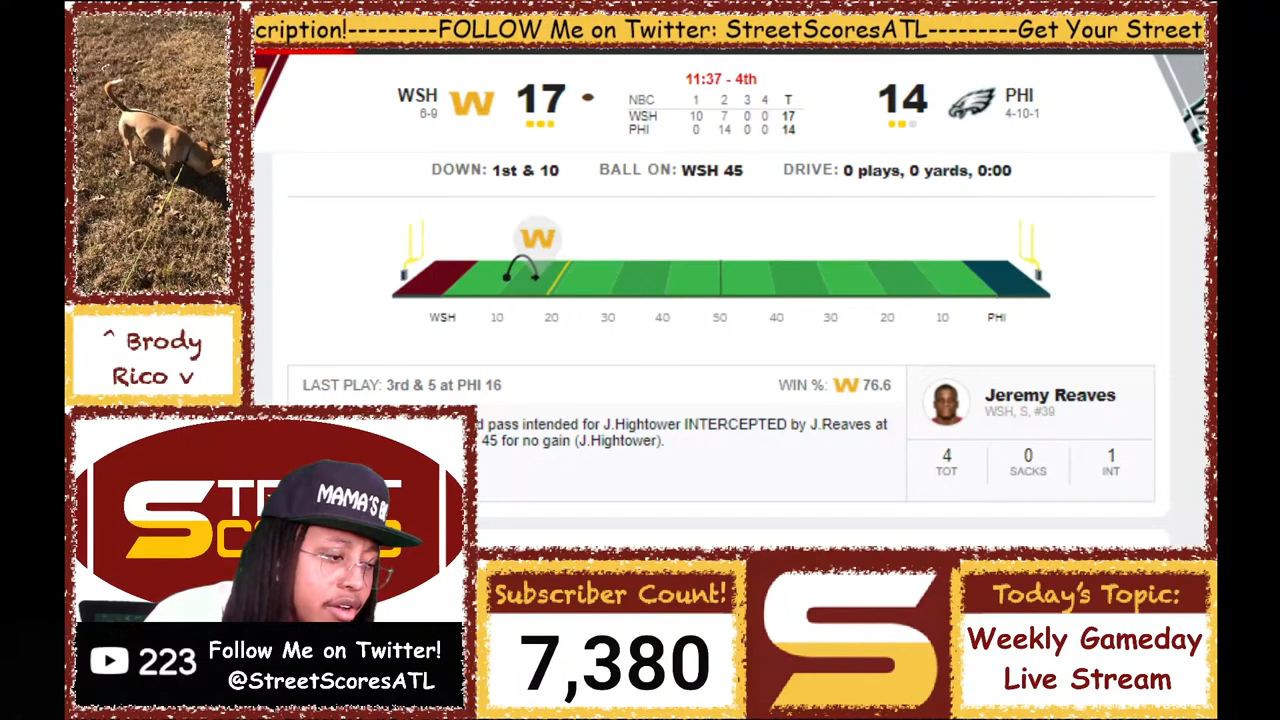 cription!---------FOLLOW Me on Twitter: StreetScoresATL---------Get Your Street
WSH
6-9
W
17
11:37 - 4th
NBC 1 2 3 4 T
WSH 10 7 0 0 17
PHI 0 14 0 0 14
14
PHI
4-10-1
DOWN: 1st & 10 BALL ON: WSH 45 DRIVE: 0 plays, 0 yards, 0:00
W
WSH 10 20 30 40 50 40 30 20 10 PHI
LAST PLAY: 3rd & 5 at PHI 16
WIN %: W 76.6
pass intended for J.Hightower INTERCEPTED by J.Reaves at
45 for no gain (J.Hightower).
Jeremy Reaves
WSH, S, #39
4 0 1
TOT SACKS INT
^ Brody
Rico v
MAMA'S
223
Follow Me on Twitter!
@StreetScoresATL
Subscriber Count!
7,380
S
Today's Topic:
Weekly Gameday
Live Stream